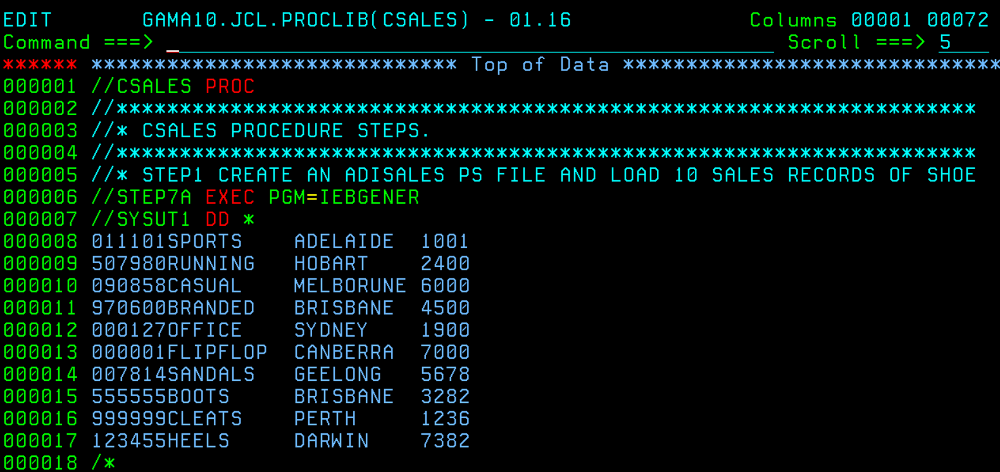 EDIT       GAMA10.JCL.PROCLIB(CSALES) - 01.16              Columns 00001 00072
Command ===> _                                                Scroll ===> 5
****** ***************************** Top of Data ******************************
000001 //CSALES PROC
000002 //********************************************************************
000003 //* CSALES PROCEDURE STEPS.
000004 //********************************************************************
000005 //* STEP1 CREATE AN ADISALES PS FILE AND LOAD 10 SALES RECORDS OF SHOE
000006 //STEP7A EXEC PGM=IEBGENER
000007 //SYSUT1 DD *
000008 011101SPORTS    ADELAIDE  1001
000009 507980RUNNING   HOBART    2400
000010 090858CASUAL    MELBORUNE 6000
000011 970600BRANDED   BRISBANE  4500
000012 000127OFFICE    SYDNEY    1900
000013 000001FLIPFLOP  CANBERRA  7000
000014 007814SANDALS   GEELONG   5678
000015 555555BOOTS     BRISBANE  3282
000016 999999CLEATS    PERTH     1236
000017 123455HEELS     DARWIN    7382
000018 /*